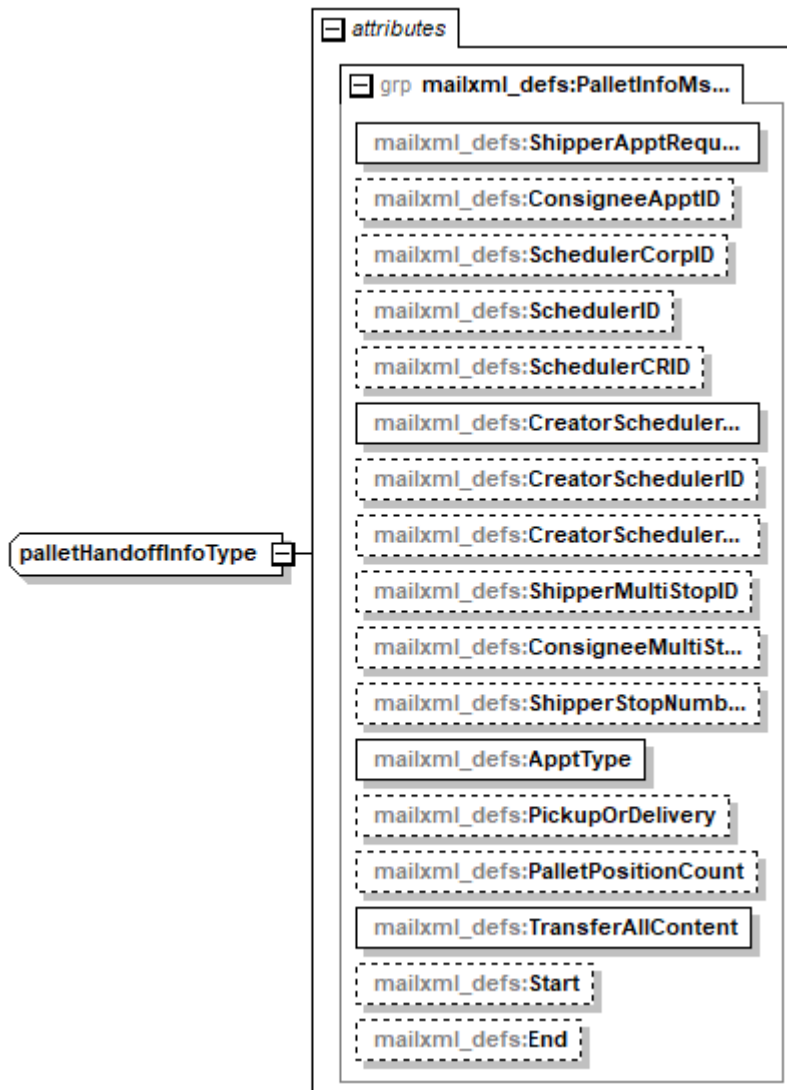 attributes
grp mailxml_defs:PalletInfoMs...
mailxml_defs:ShipperApptRequ...
mailxml_defs:ConsigneeApptID
mailxml_defs:SchedulerCorpID
mailxml_defs:SchedulerID
mailxml_defs:SchedulerCRID
mailxml_defs:CreatorScheduler...
mailxml_defs:CreatorSchedulerID
mailxml_defs:CreatorScheduler...
palletHandoffInfoType
mailxml_defs:ShipperMultiStopID
mailxml_defs:ConsigneeMultiSt...
mailxml_defs:ShipperStopNumb...
mailxml_defs:ApptType
mailxml_defs:PickupOrDelivery
mailxml_defs:PalletPositionCount
mailxml_defs:TransferAllContent
mailxml_defs:Start
mailxml_defs:End